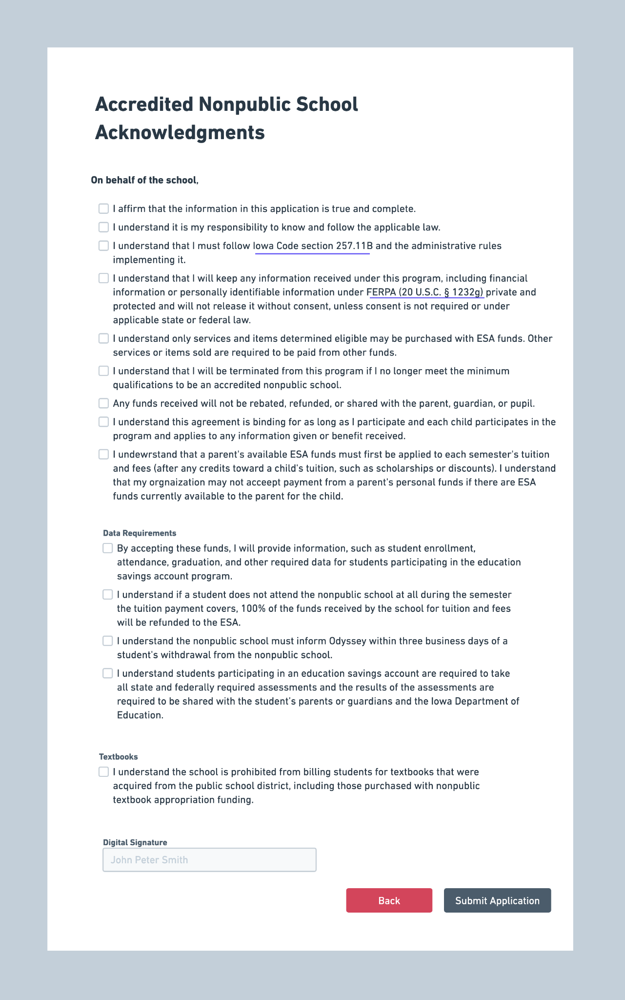 Accredited Nonpublic School
Acknowledgments
On behalf of the school,
I affirm that the information in this application is true and complete.
I understand it is my responsibility to know and follow the applicable law.
I understand that I must follow Iowa Code section 257.11B and the administrative rules
implementing it.
I understand that I will keep any information received under this program, including financial
information or personally identifiable information under FERPA (20 U.S.C. § 1232g) private and
protected and will not release it without consent, unless consent is not required or under
applicable state or federal law.
I understand only services and items determined eligible may be purchased with ESA funds. Other
services or items sold are required to be paid from other funds.
I understand that I will be terminated from this program if I no longer meet the minimum
qualifications to be an accredited nonpublic school.
Any funds received will not be rebated, refunded, or shared with the parent, guardian, or pupil.
I understand this agreement is binding for as long as I participate and each child participates in the
program and applies to any information given or benefit received.
I undewrstand that a parent's available ESA funds must first be applied to each semester's tuition
and fees (after any credits toward a child's tuition, such as scholarships or discounts). I understand
that my orgnaization may not acceept payment from a parent's personal funds if there are ESA
funds currently available to the parent for the child.
Data Requirements
By accepting these funds, I will provide information, such as student enrollment,
attendance, graduation, and other required data for students participating in the education
savings account program.
I understand if a student does not attend the nonpublic school at all during the semester
the tuition payment covers, 100% of the funds received by the school for tuition and fees
will be refunded to the ESA.
I understand the nonpublic school must inform Odyssey within three business days of a
student's withdrawal from the nonpublic school.
I understand students participating in an education savings account are required to take
all state and federally required assessments and the results of the assessments are
required to be shared with the student’s parents or guardians and the Iowa Department of
Education.
Textbooks
I understand the school is prohibited from billing students for textbooks that were
acquired from the public school district, including those purchased with nonpublic
textbook appropriation funding.
Digital Signature
John Peter Smith
Back
Submit Application